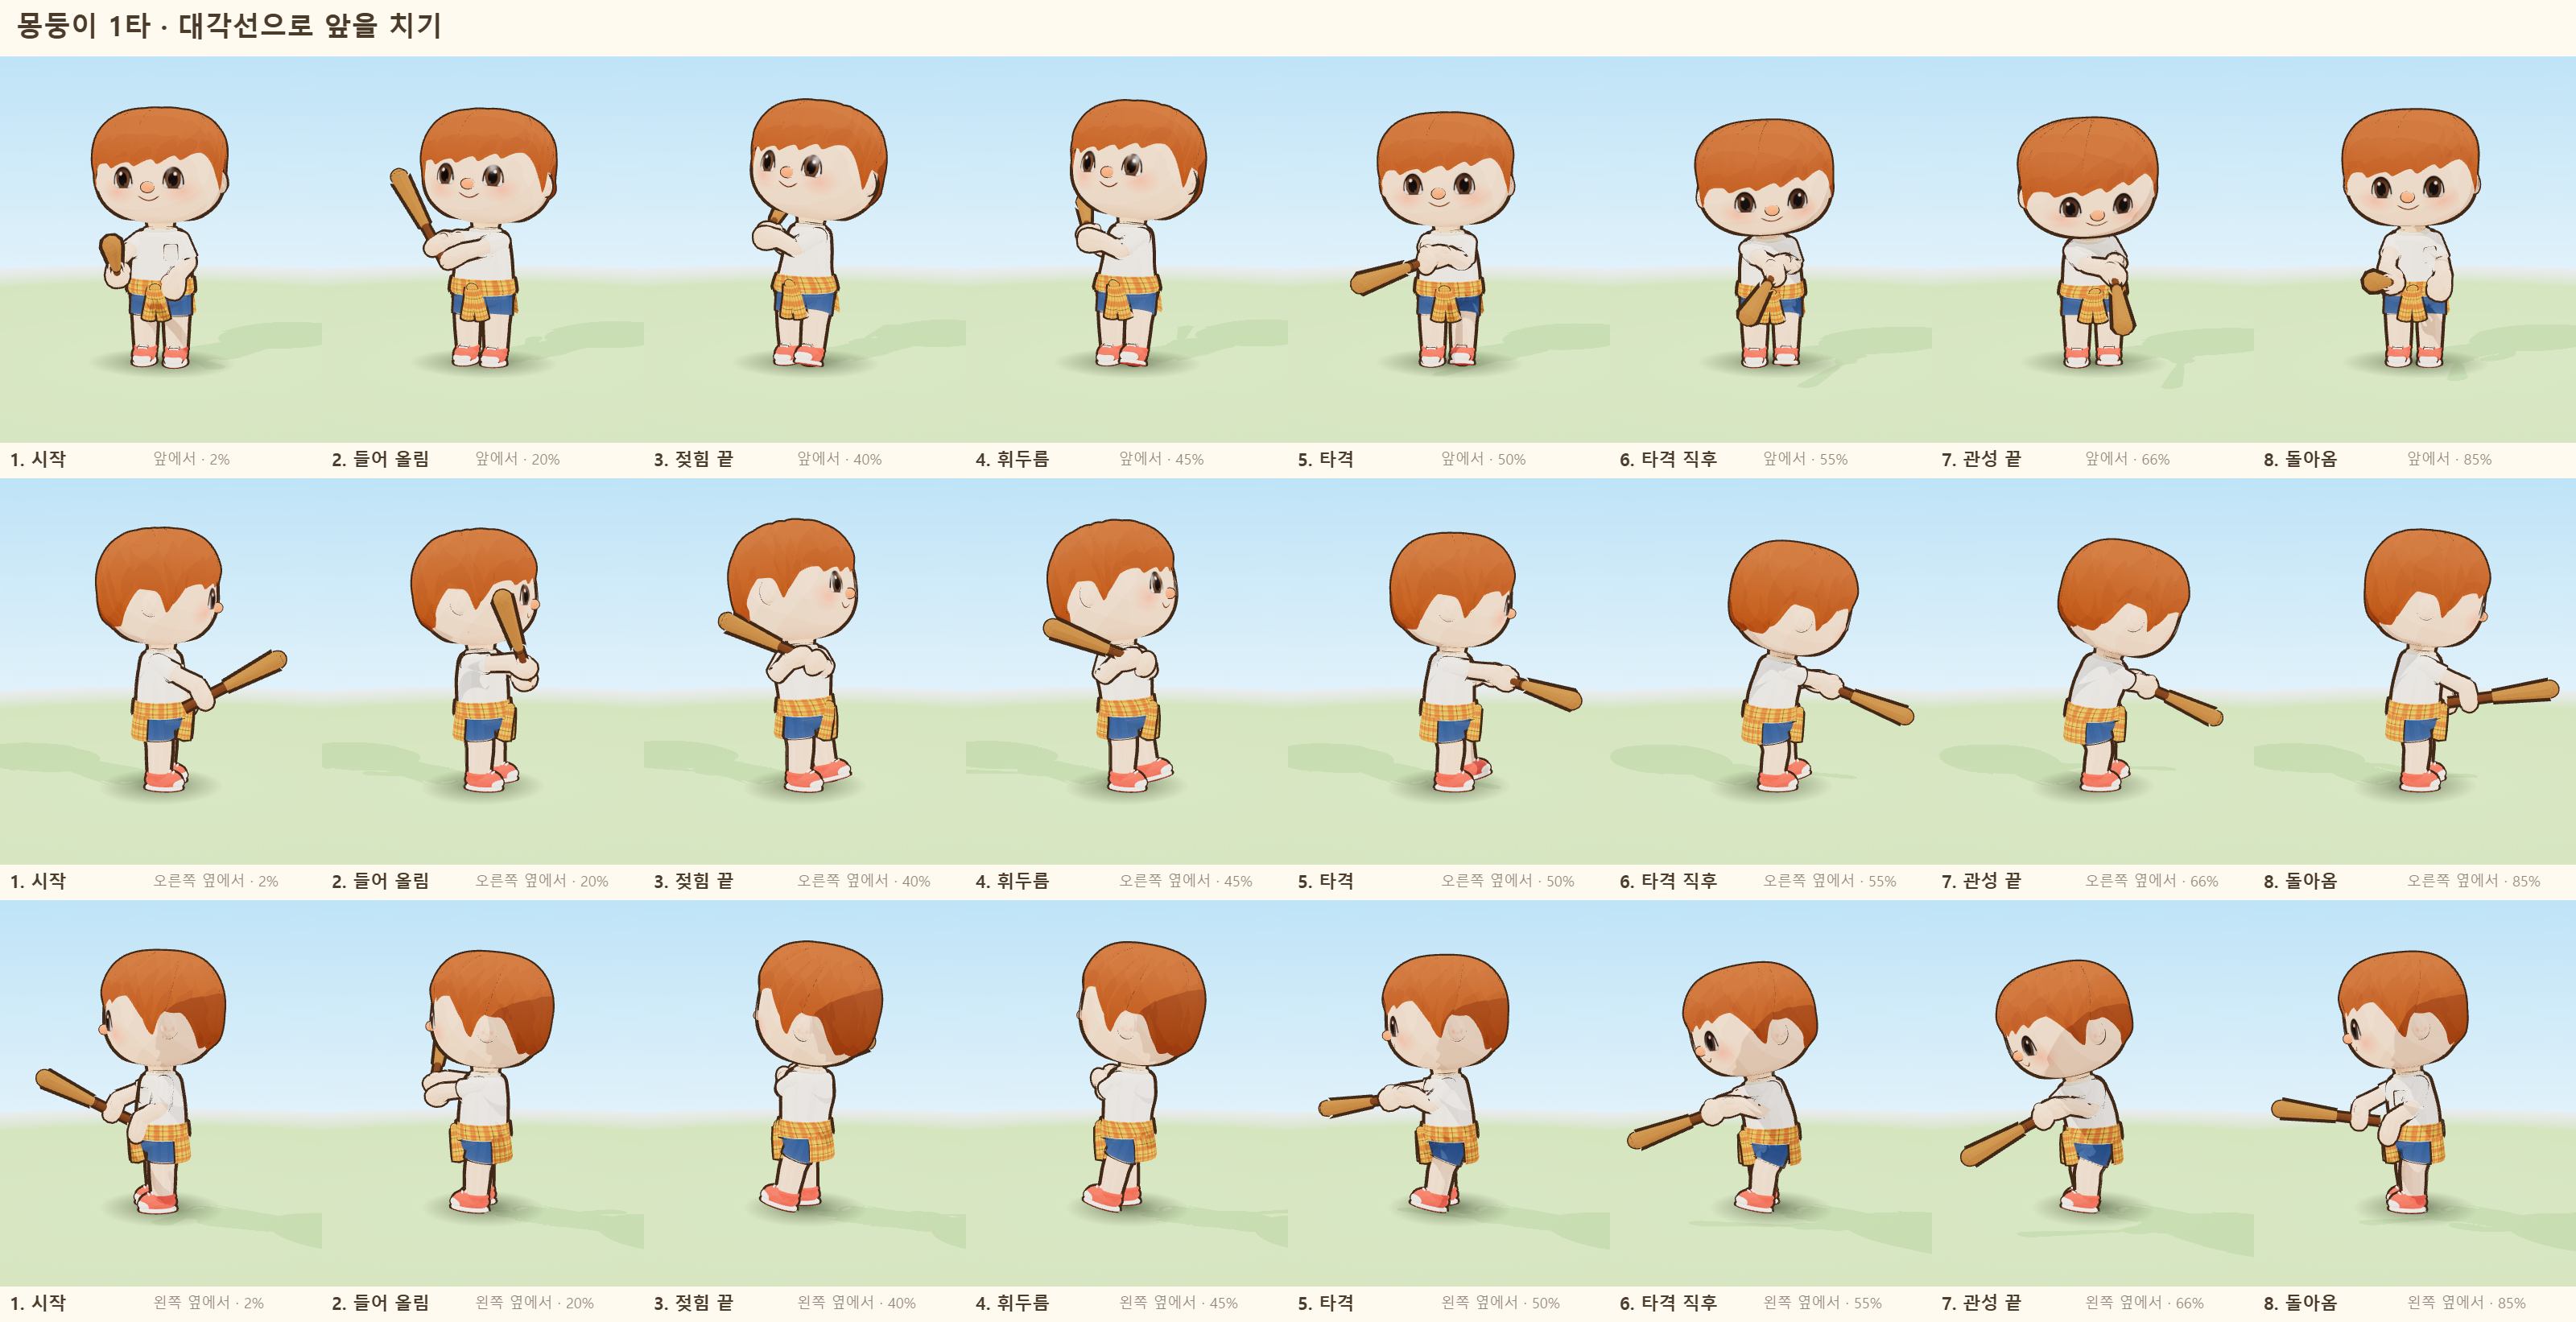 몽둥이 1타 · 대각선으로 앞을 치기
1. 시작 앞에서 · 2% 2. 들어 올림 앞에서 · 20% 3. 젖힘 끝 앞에서 · 40% 4. 휘두름 앞에서 · 45% 5. 타격 앞에서 · 50% 6. 타격 직후 앞에서 · 55% 7. 관성 끝 앞에서 · 66% 8. 돌아옴 앞에서 · 85%
1. 시작 오른쪽 옆에서 · 2% 2. 들어 올림 오른쪽 옆에서 · 20% 3. 젖힘 끝 오른쪽 옆에서 · 40% 4. 휘두름 오른쪽 옆에서 · 45% 5. 타격 오른쪽 옆에서 · 50% 6. 타격 직후 오른쪽 옆에서 · 55% 7. 관성 끝 오른쪽 옆에서 · 66% 8. 돌아옴 오른쪽 옆에서 · 85%
1. 시작 왼쪽 옆에서 · 2% 2. 들어 올림 왼쪽 옆에서 · 20% 3. 젖힘 끝 왼쪽 옆에서 · 40% 4. 휘두름 왼쪽 옆에서 · 45% 5. 타격 왼쪽 옆에서 · 50% 6. 타격 직후 왼쪽 옆에서 · 55% 7. 관성 끝 왼쪽 옆에서 · 66% 8. 돌아옴 왼쪽 옆에서 · 85%